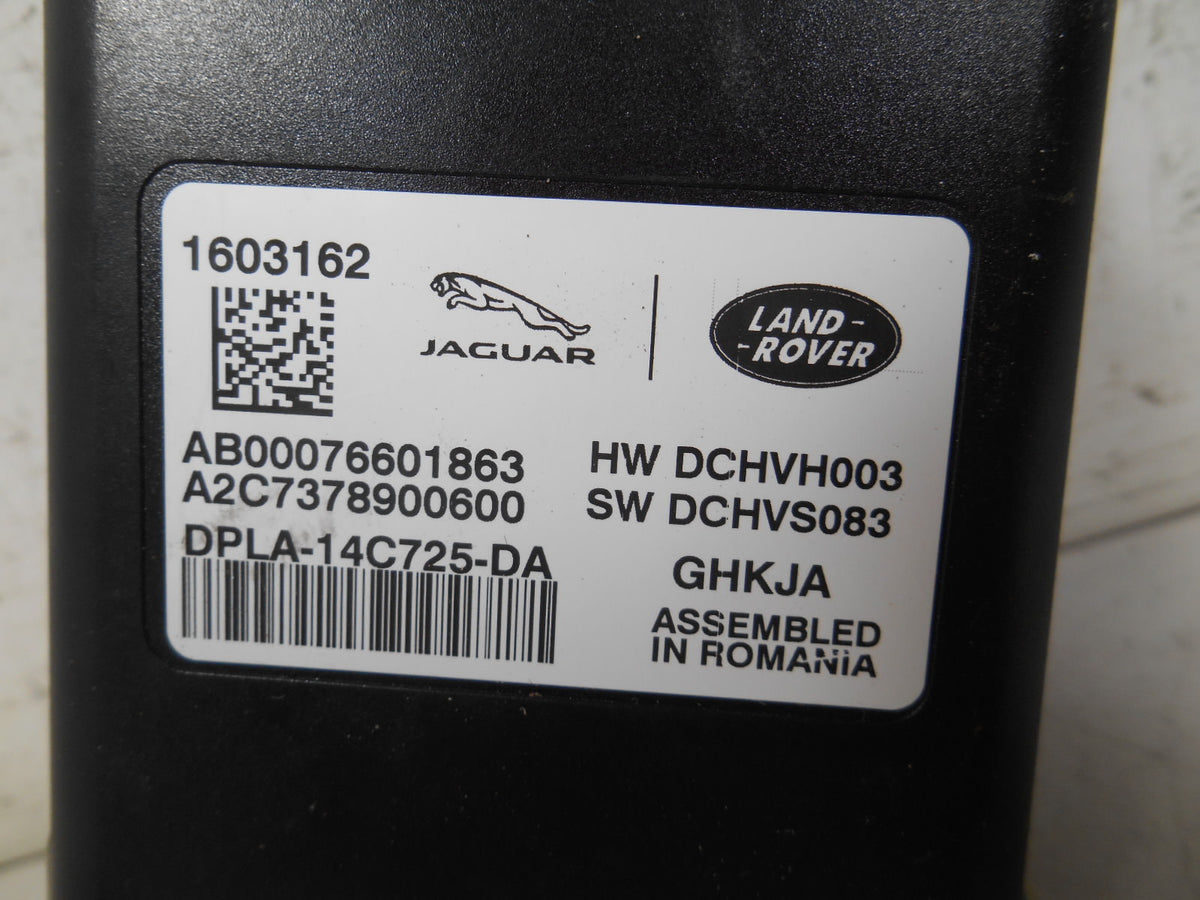 1603162
JAGUAR
LAND-
-ROVER
AB00076601863
A2C7378900600
DPLA-14C725-DA
HW DCHVH003
SW DCHVS083
GHKJA
ASSEMBLED
IN ROMANIA